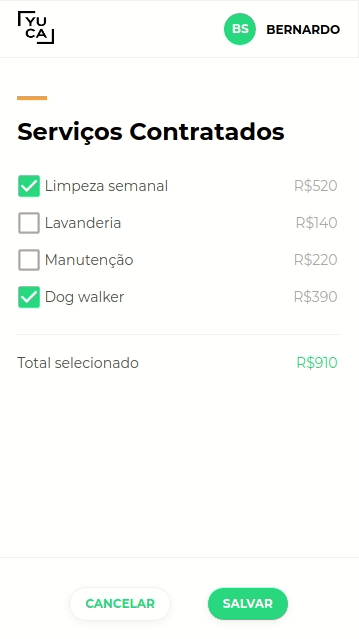 YU
CA
BS BERNARDO
Serviços Contratados
Limpeza semanal R$520
Lavanderia R$140
Manutenção R$220
Dog walker R$390
Total selecionado R$910
CANCELAR SALVAR